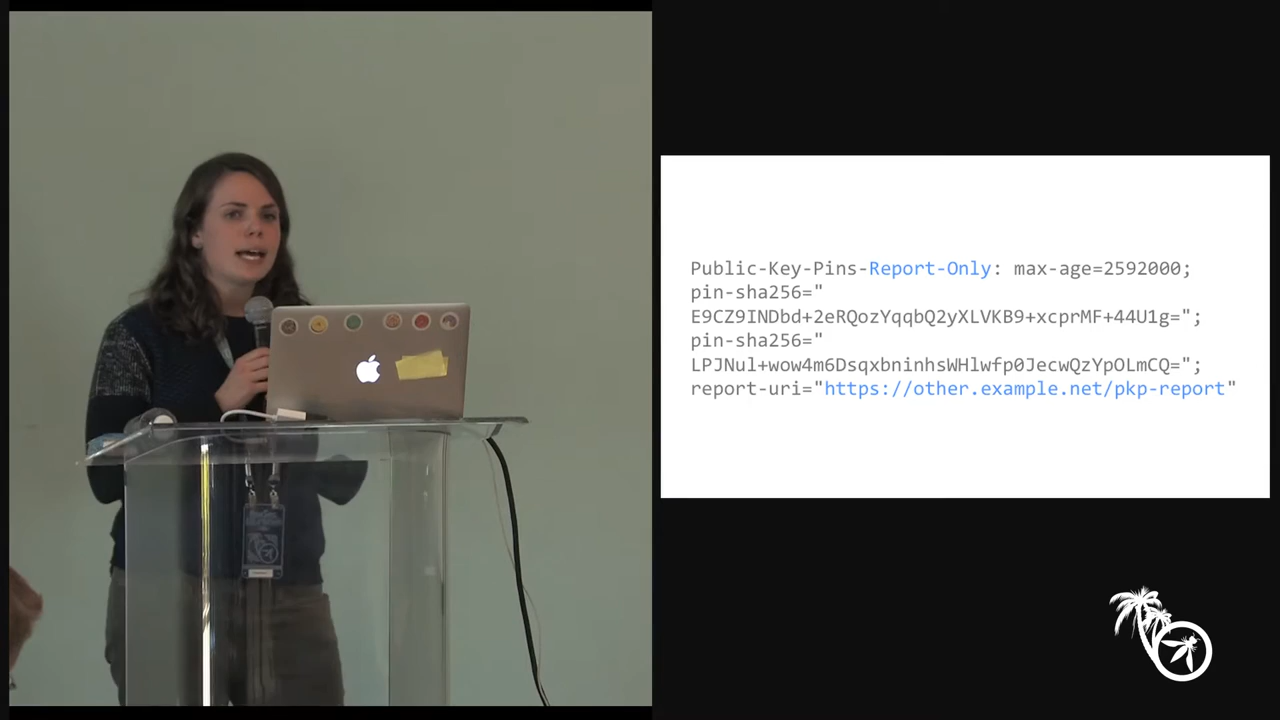 Public-Key-Pins-Report-Only: max-age=2592000;
pin-sha256="
E9CZ9INDbd+2eRQozYqqbQ2yXLVKB9+xcprMF+44U1g=";
pin-sha256="
LPJNul+wow4m6DsqxbninhsWHlwfp0JecwQzYpOLmCQ=";
report-uri="https://other.example.net/pkp-report"